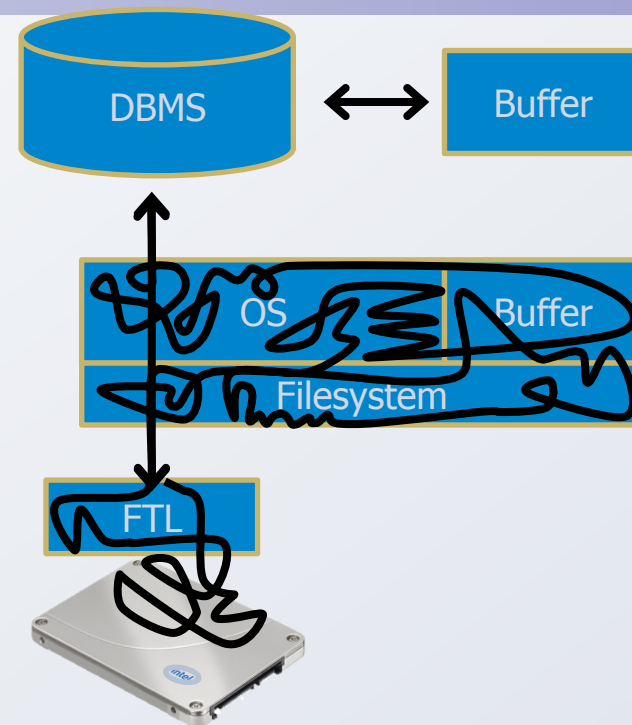 DBMS
Buffer
OS
Buffer
Filesystem
FTL
intel